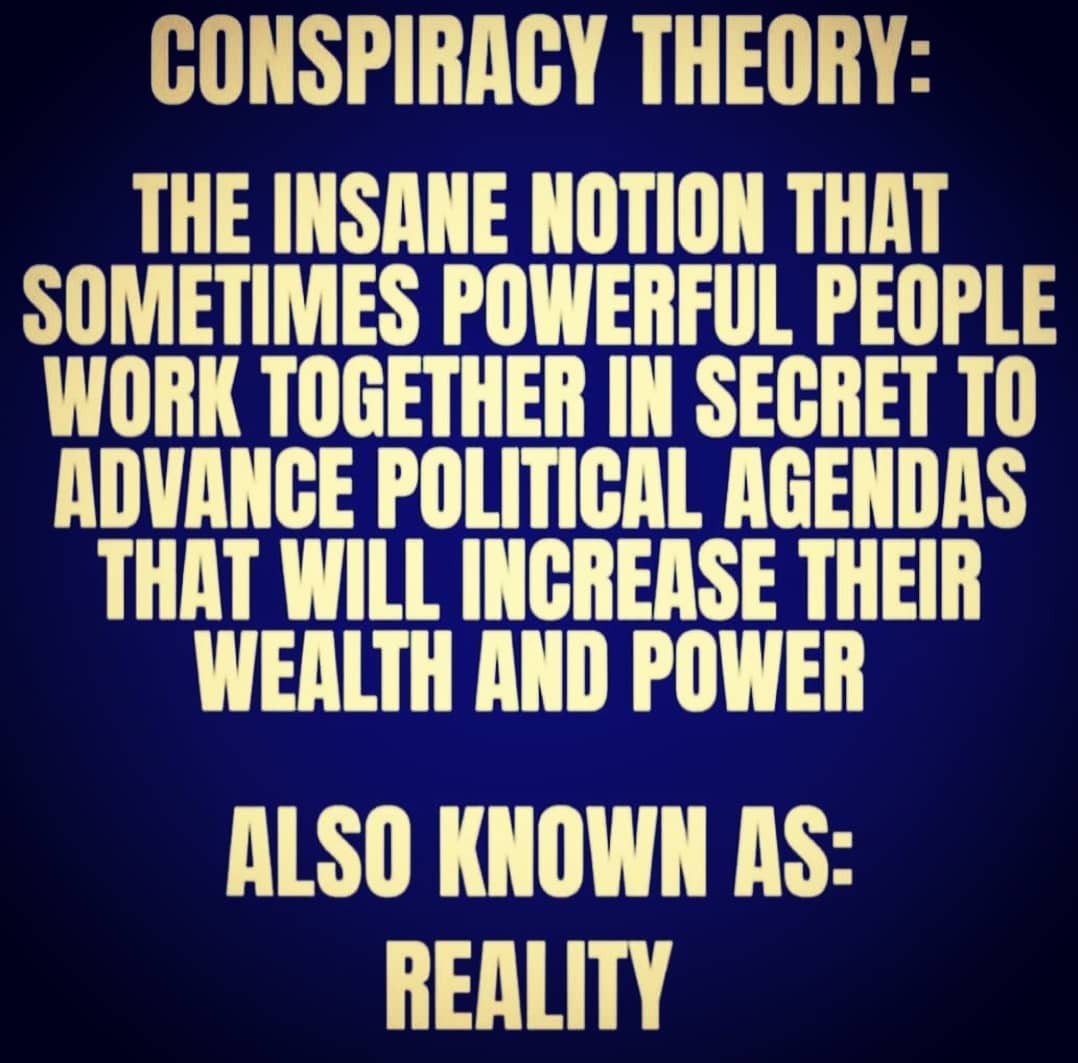 CONSPIRACY THEORY:
THE INSANE NOTION THAT
SOMETIMES POWERFUL PEOPLE
WORK TOGETHER IN SECRET TO
ADVANCE POLITICAL AGENDAS
THAT WILL INCREASE THEIR
WEALTH AND POWER
ALSO KNOWN AS:
REALITY